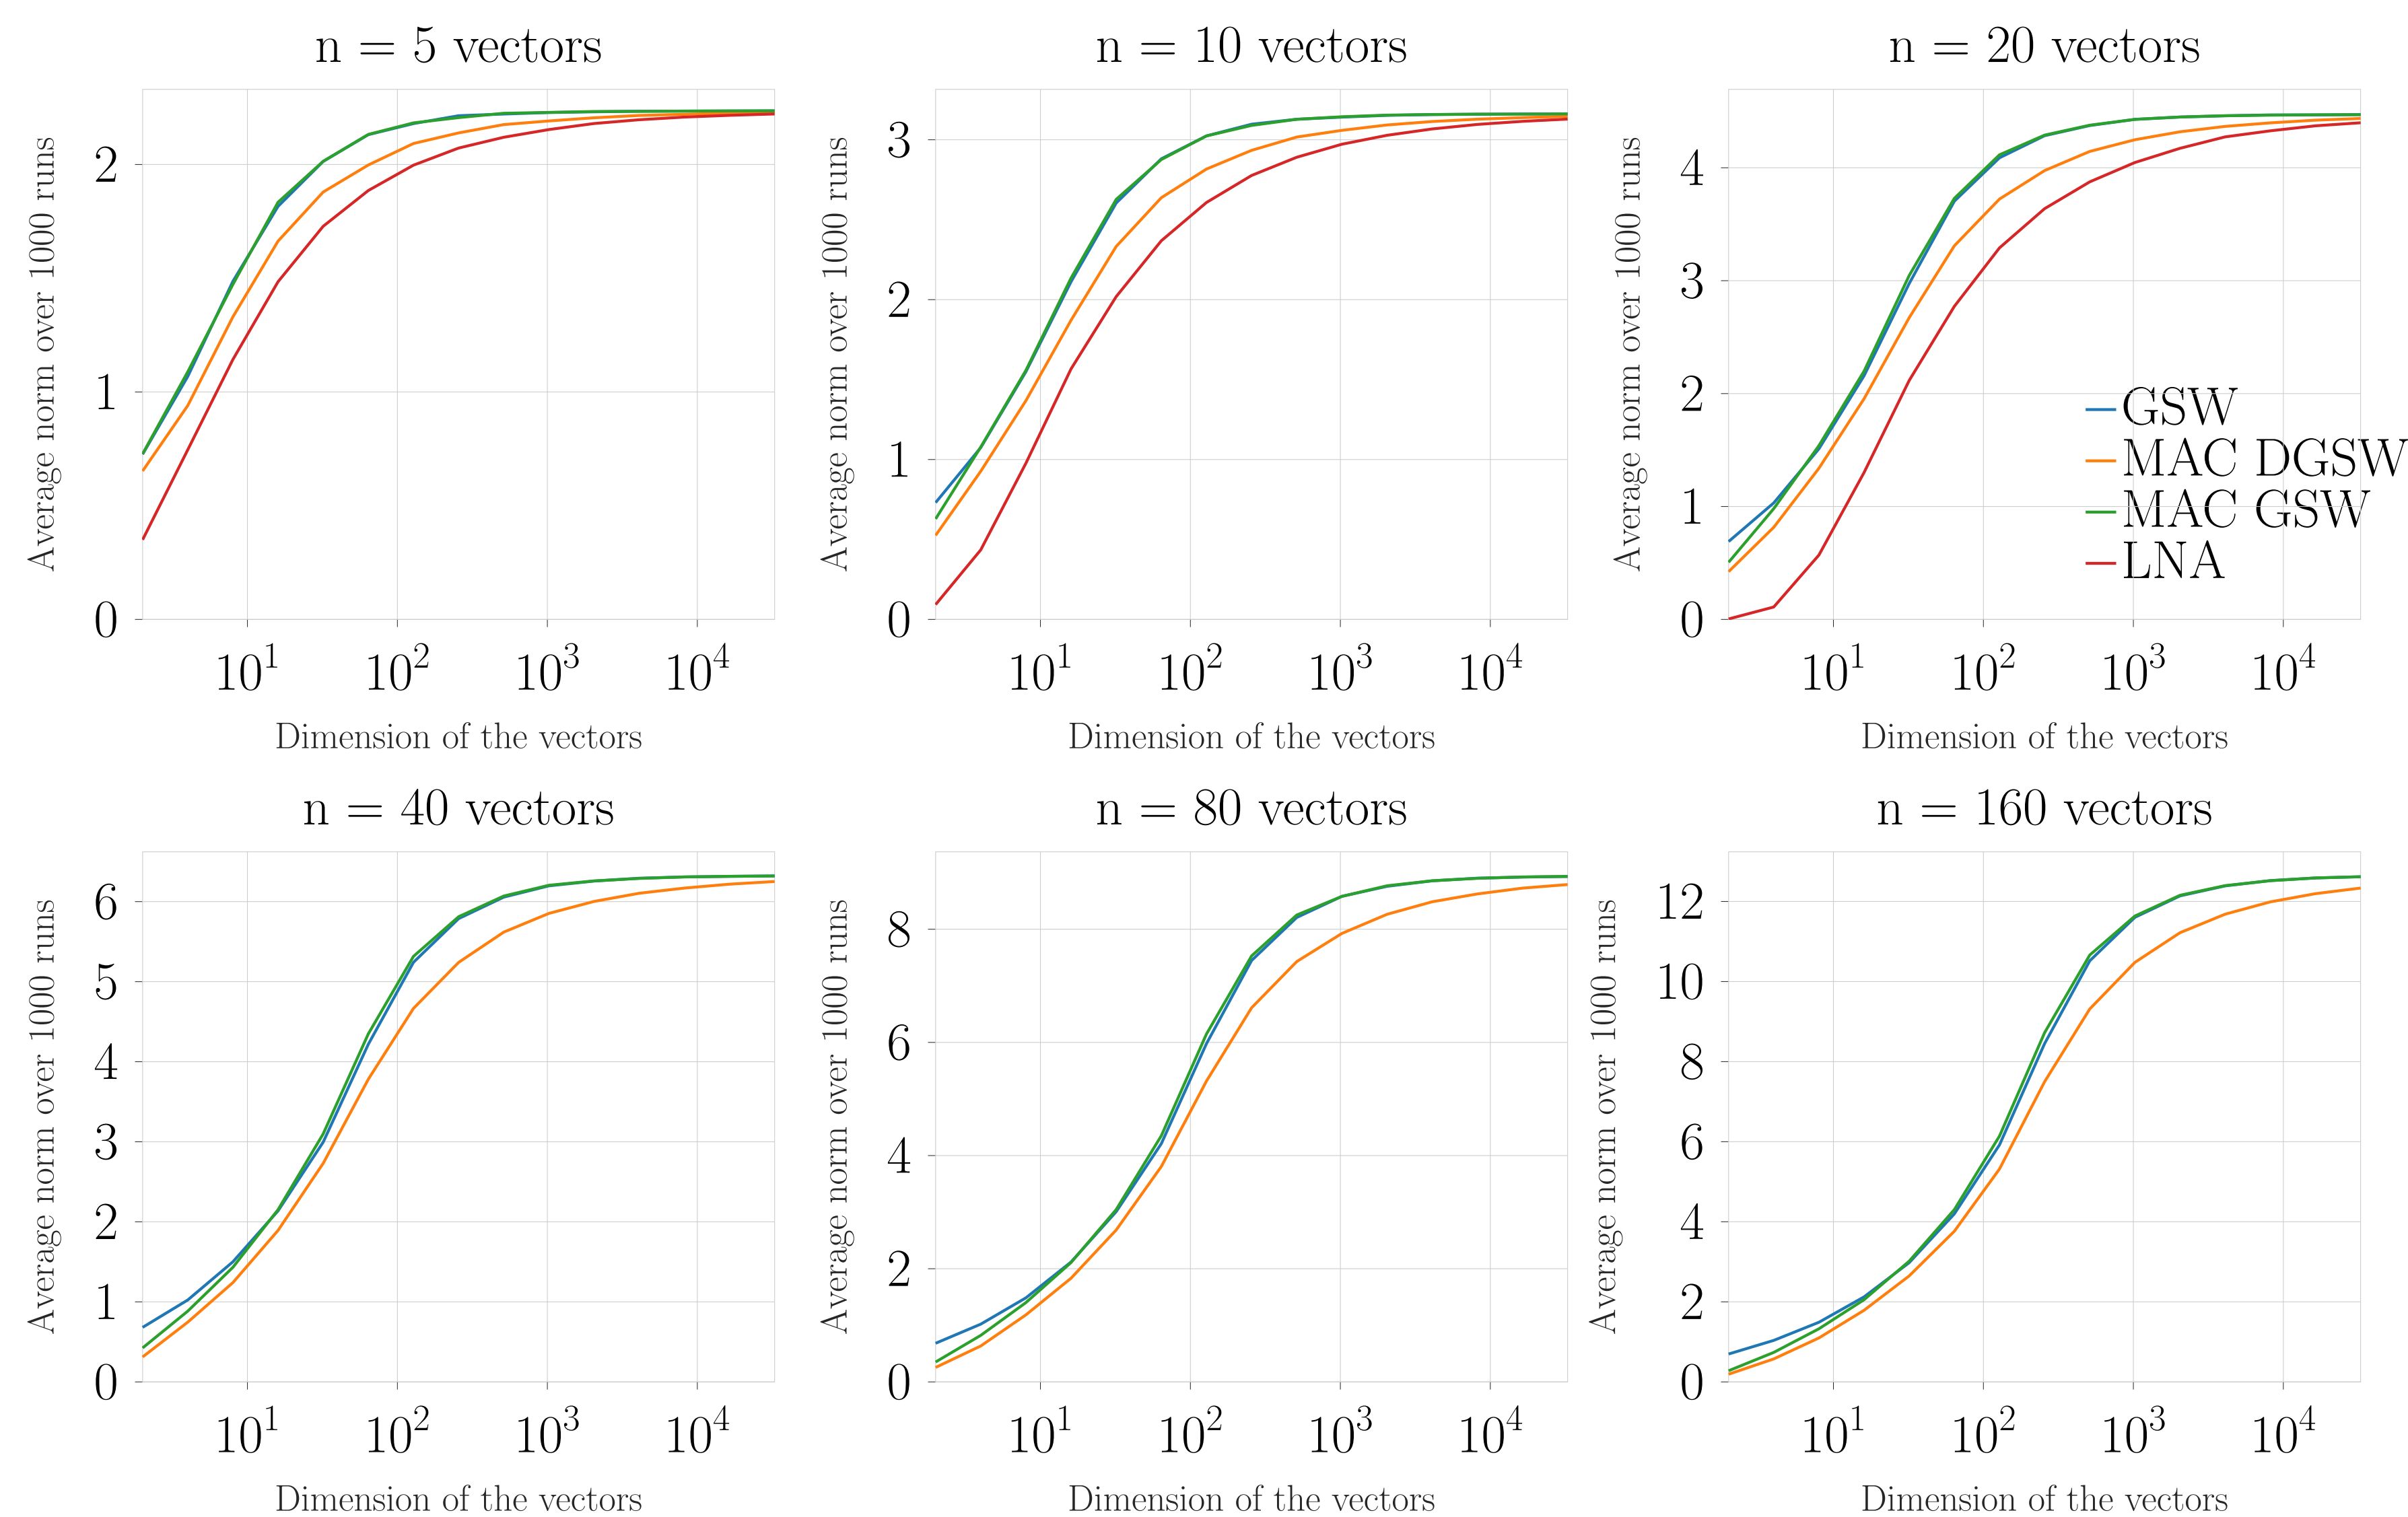 n = 5 vectors
Average norm over 1000 runs
2
1
0
10^1 10^2 10^3 10^4
Dimension of the vectors
n = 10 vectors
Average norm over 1000 runs
3
2
1
0
10^1 10^2 10^3 10^4
Dimension of the vectors
n = 20 vectors
Average norm over 1000 runs
4
3
2
1
0
GSW
MAC DGSW
MAC GSW
LNA
10^1 10^2 10^3 10^4
Dimension of the vectors
n = 40 vectors
Average norm over 1000 runs
6
5
4
3
2
1
0
10^1 10^2 10^3 10^4
Dimension of the vectors
n = 80 vectors
Average norm over 1000 runs
8
6
4
2
0
10^1 10^2 10^3 10^4
Dimension of the vectors
n = 160 vectors
Average norm over 1000 runs
12
10
8
6
4
2
0
10^1 10^2 10^3 10^4
Dimension of the vectors